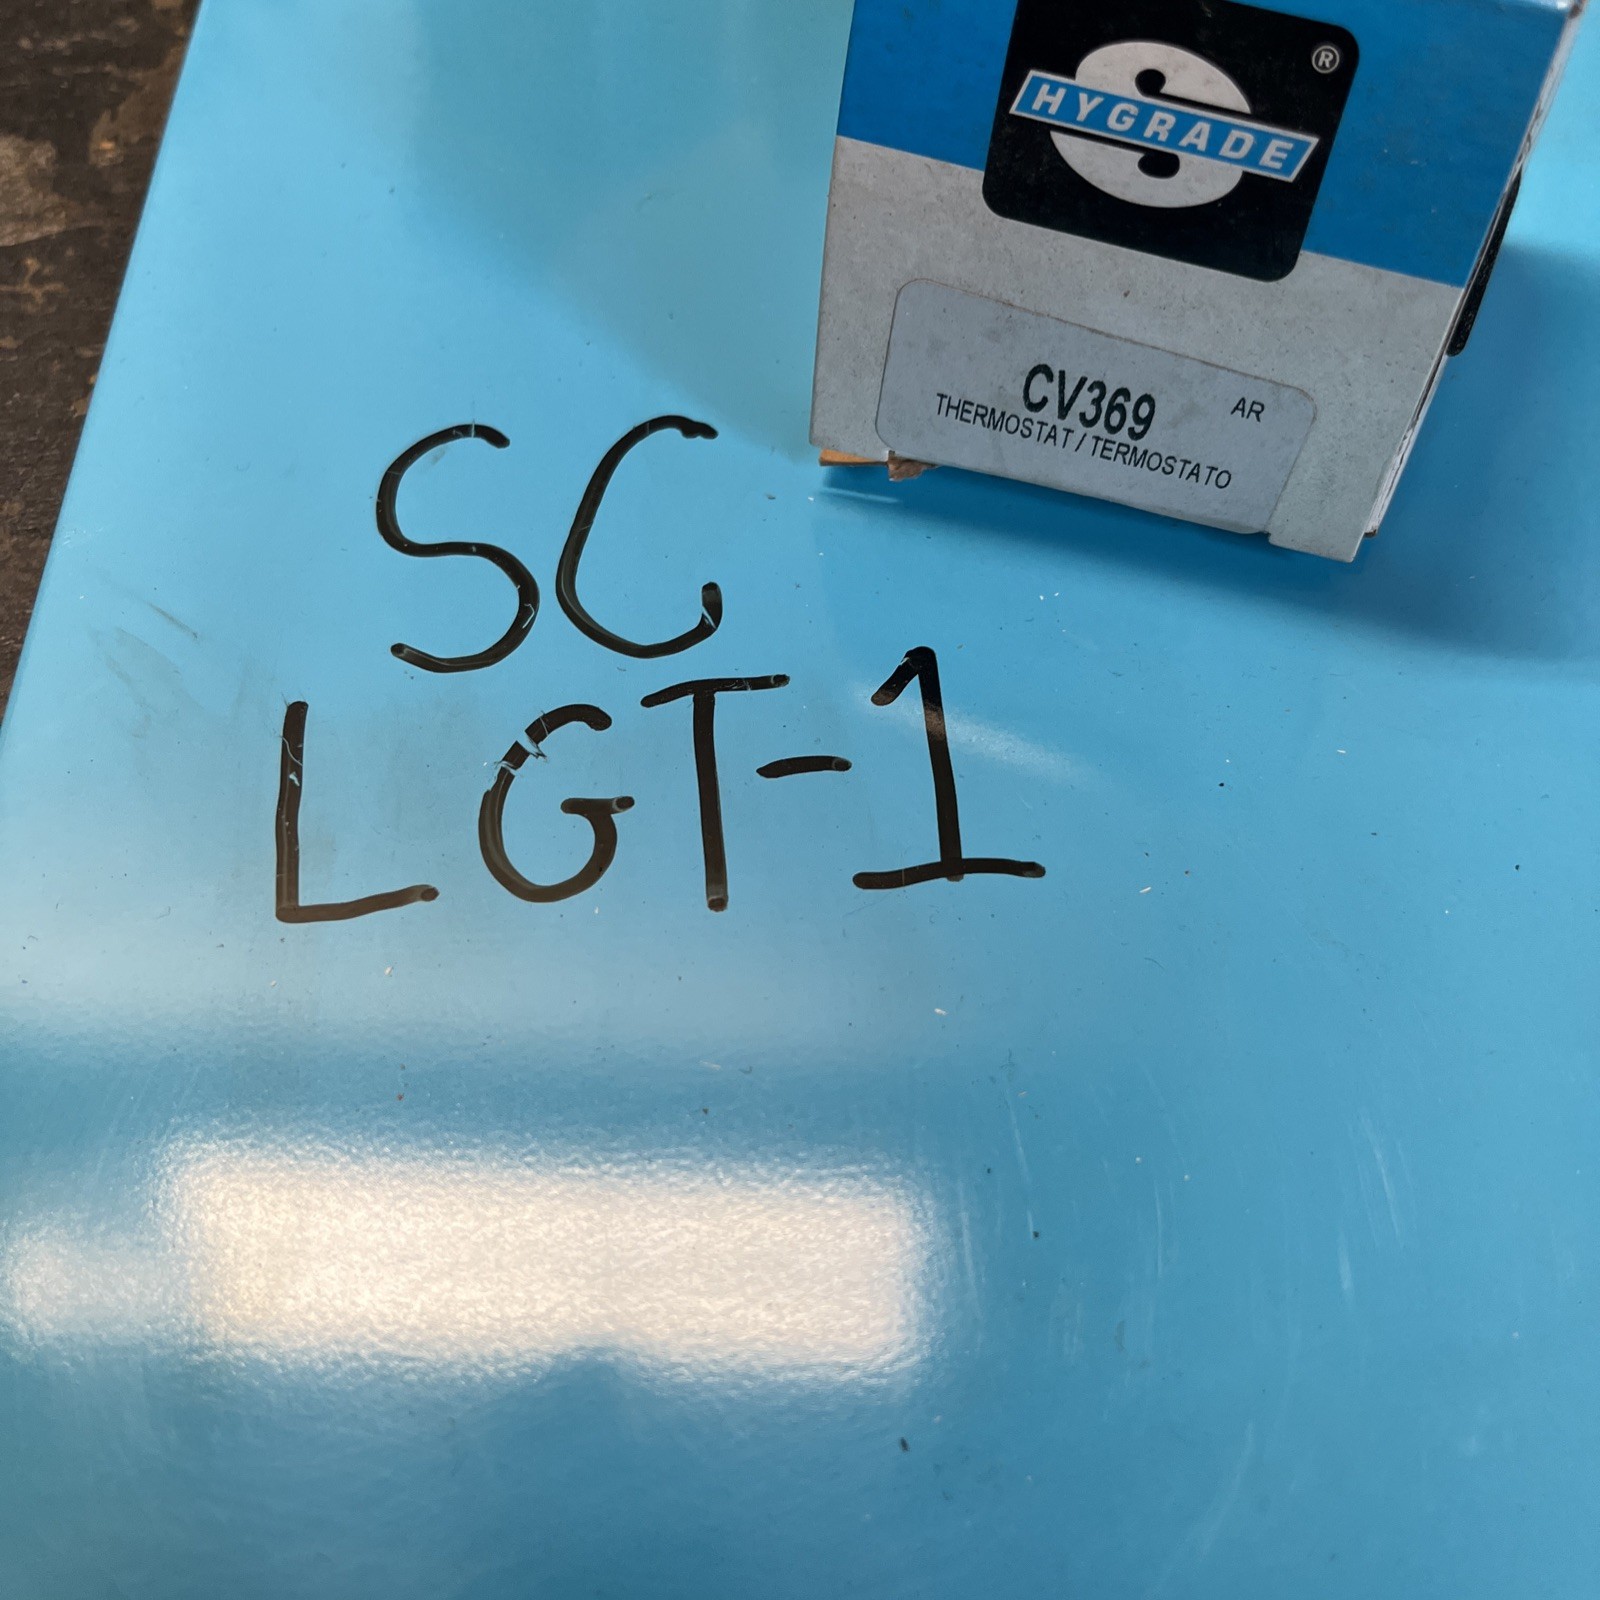 S
HYGRADE ®
CV369 AR
THERMOSTAT / TERMOSTATO
SC
LGT-1